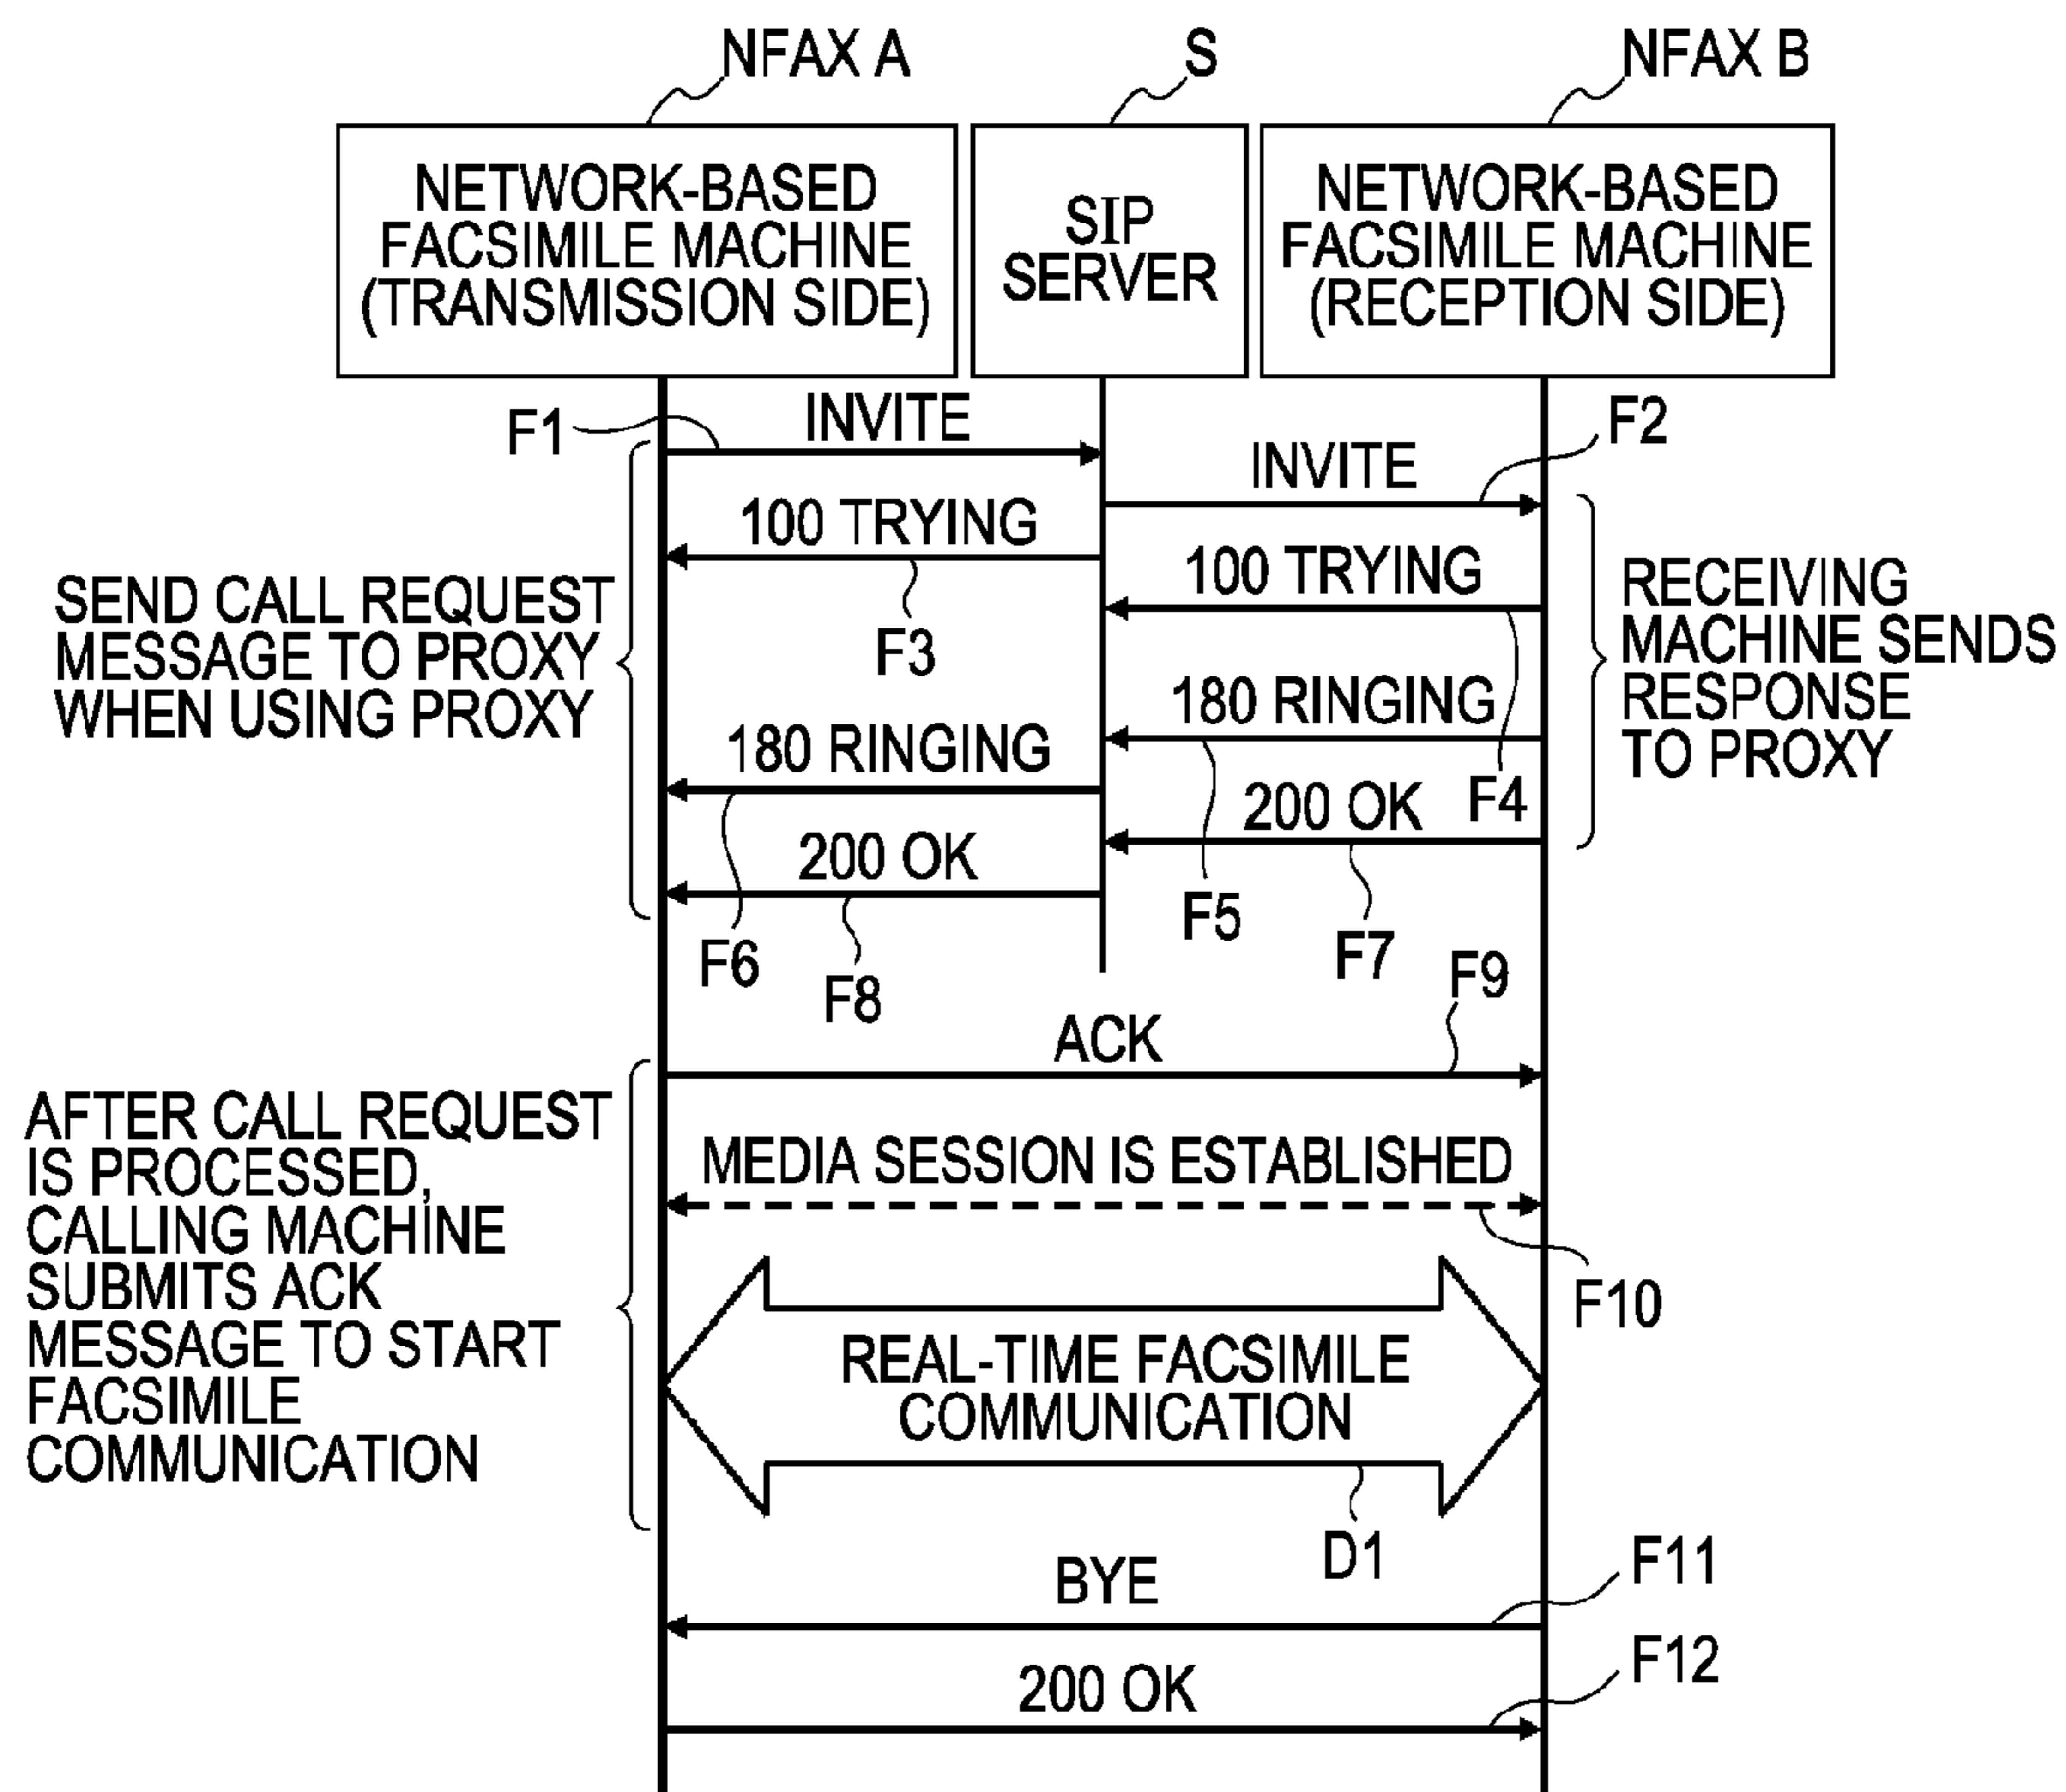 NFAX A
S
NFAX B
NETWORK-BASED
FACSIMILE MACHINE
(TRANSMISSION SIDE)
SIP
SERVER
NETWORK-BASED
FACSIMILE MACHINE
(RECEPTION SIDE)
F1
INVITE
F2
INVITE
100 TRYING
F3
100 TRYING
F4
SEND CALL REQUEST
MESSAGE TO PROXY
WHEN USING PROXY
RECEIVING
MACHINE SENDS
RESPONSE
TO PROXY
180 RINGING
F5
180 RINGING
F6
200 OK
F7
200 OK
F8
F9
ACK
AFTER CALL REQUEST
IS PROCESSED,
CALLING MACHINE
SUBMITS ACK
MESSAGE TO START
FACSIMILE
COMMUNICATION
MEDIA SESSION IS ESTABLISHED
F10
REAL-TIME FACSIMILE
COMMUNICATION
D1
BYE
F11
200 OK
F12